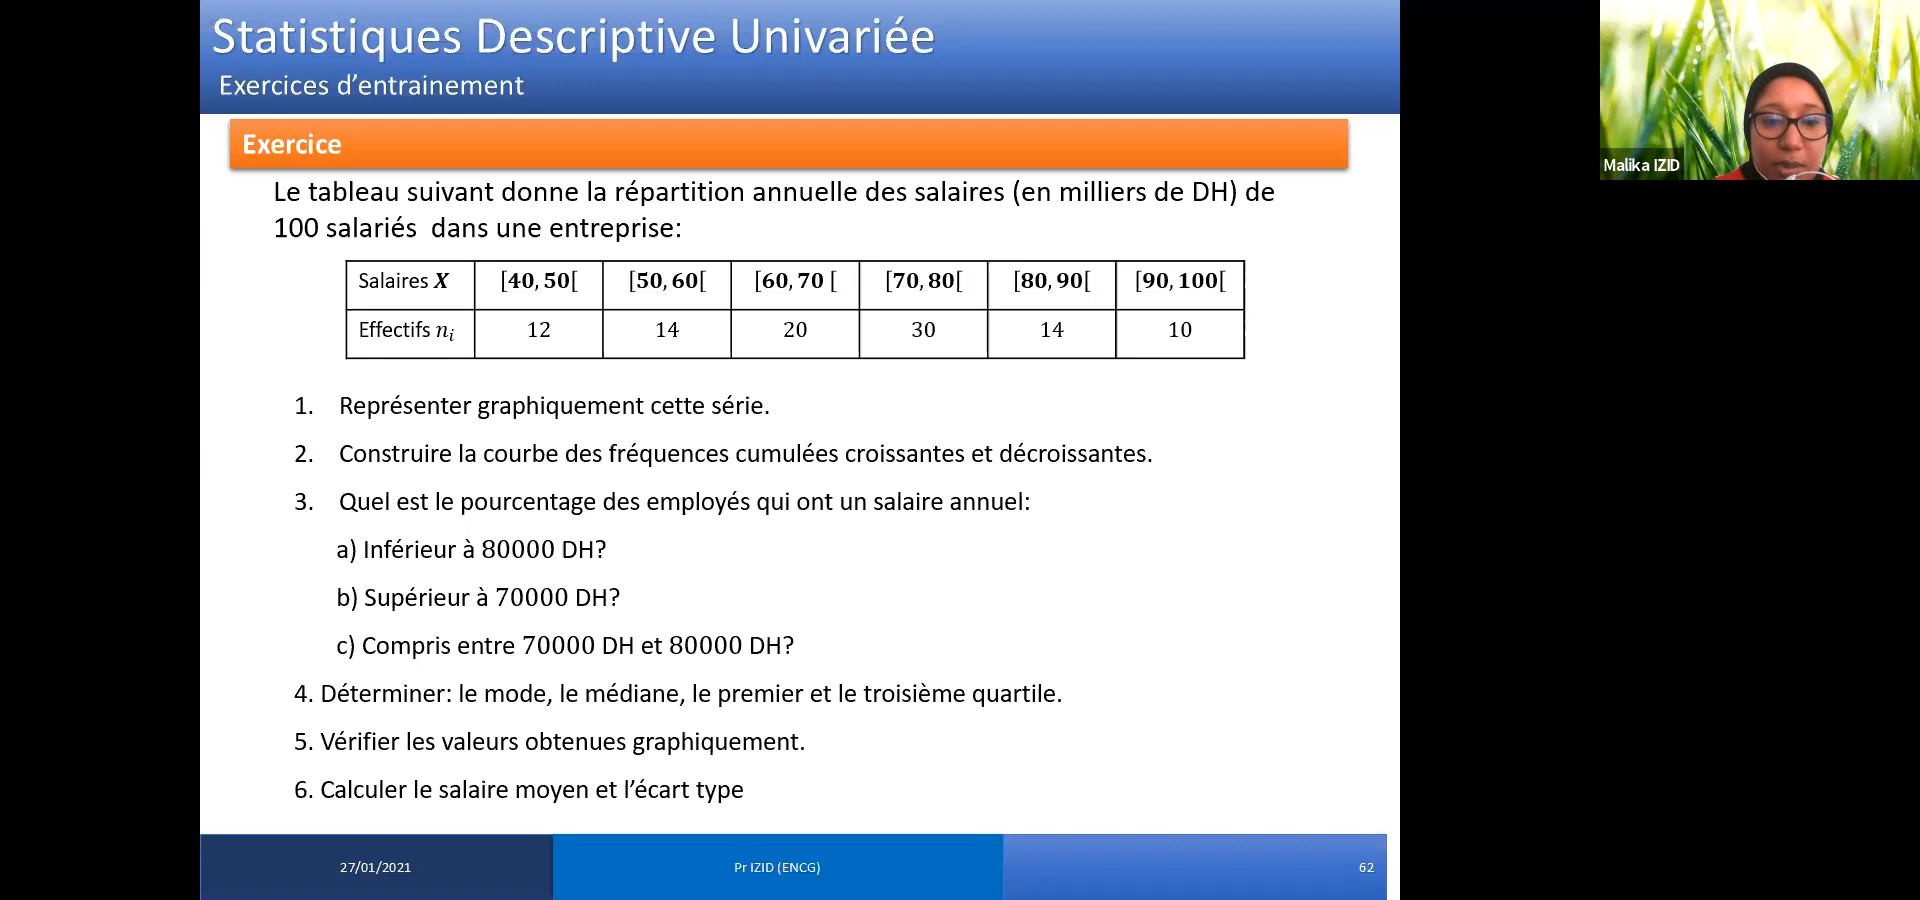 Statistiques Descriptive Univariée
Exercices d’entrainement
Exercice
Le tableau suivant donne la répartition annuelle des salaires (en milliers de DH) de
100 salariés dans une entreprise:
Salaires X [40, 50[ [50, 60[ [60, 70 [ [70, 80[ [80, 90[ [90, 100[
Effectifs nᵢ 12 14 20 30 14 10
1. Représenter graphiquement cette série.
2. Construire la courbe des fréquences cumulées croissantes et décroissantes.
3. Quel est le pourcentage des employés qui ont un salaire annuel:
a) Inférieur à 80000 DH?
b) Supérieur à 70000 DH?
c) Compris entre 70000 DH et 80000 DH?
4. Déterminer: le mode, le médiane, le premier et le troisième quartile.
5. Vérifier les valeurs obtenues graphiquement.
6. Calculer le salaire moyen et l’écart type
27/01/2021
Pr IZID (ENCG)
62
Malika IZID